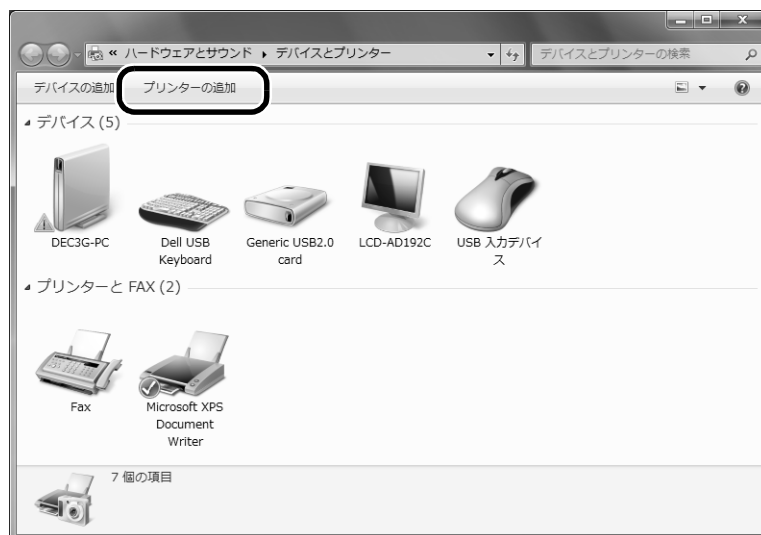 « ハードウェアとサウンド ▸ デバイスとプリンター
デバイスとプリンターの検索
デバイスの追加 プリンターの追加
デバイス (5)
DEC3G-PC
Dell USB
Keyboard
Generic USB2.0
card
LCD-AD192C
USB 入力デバイ
ス
プリンターと FAX (2)
Fax
Microsoft XPS
Document
Writer
7 個の項目